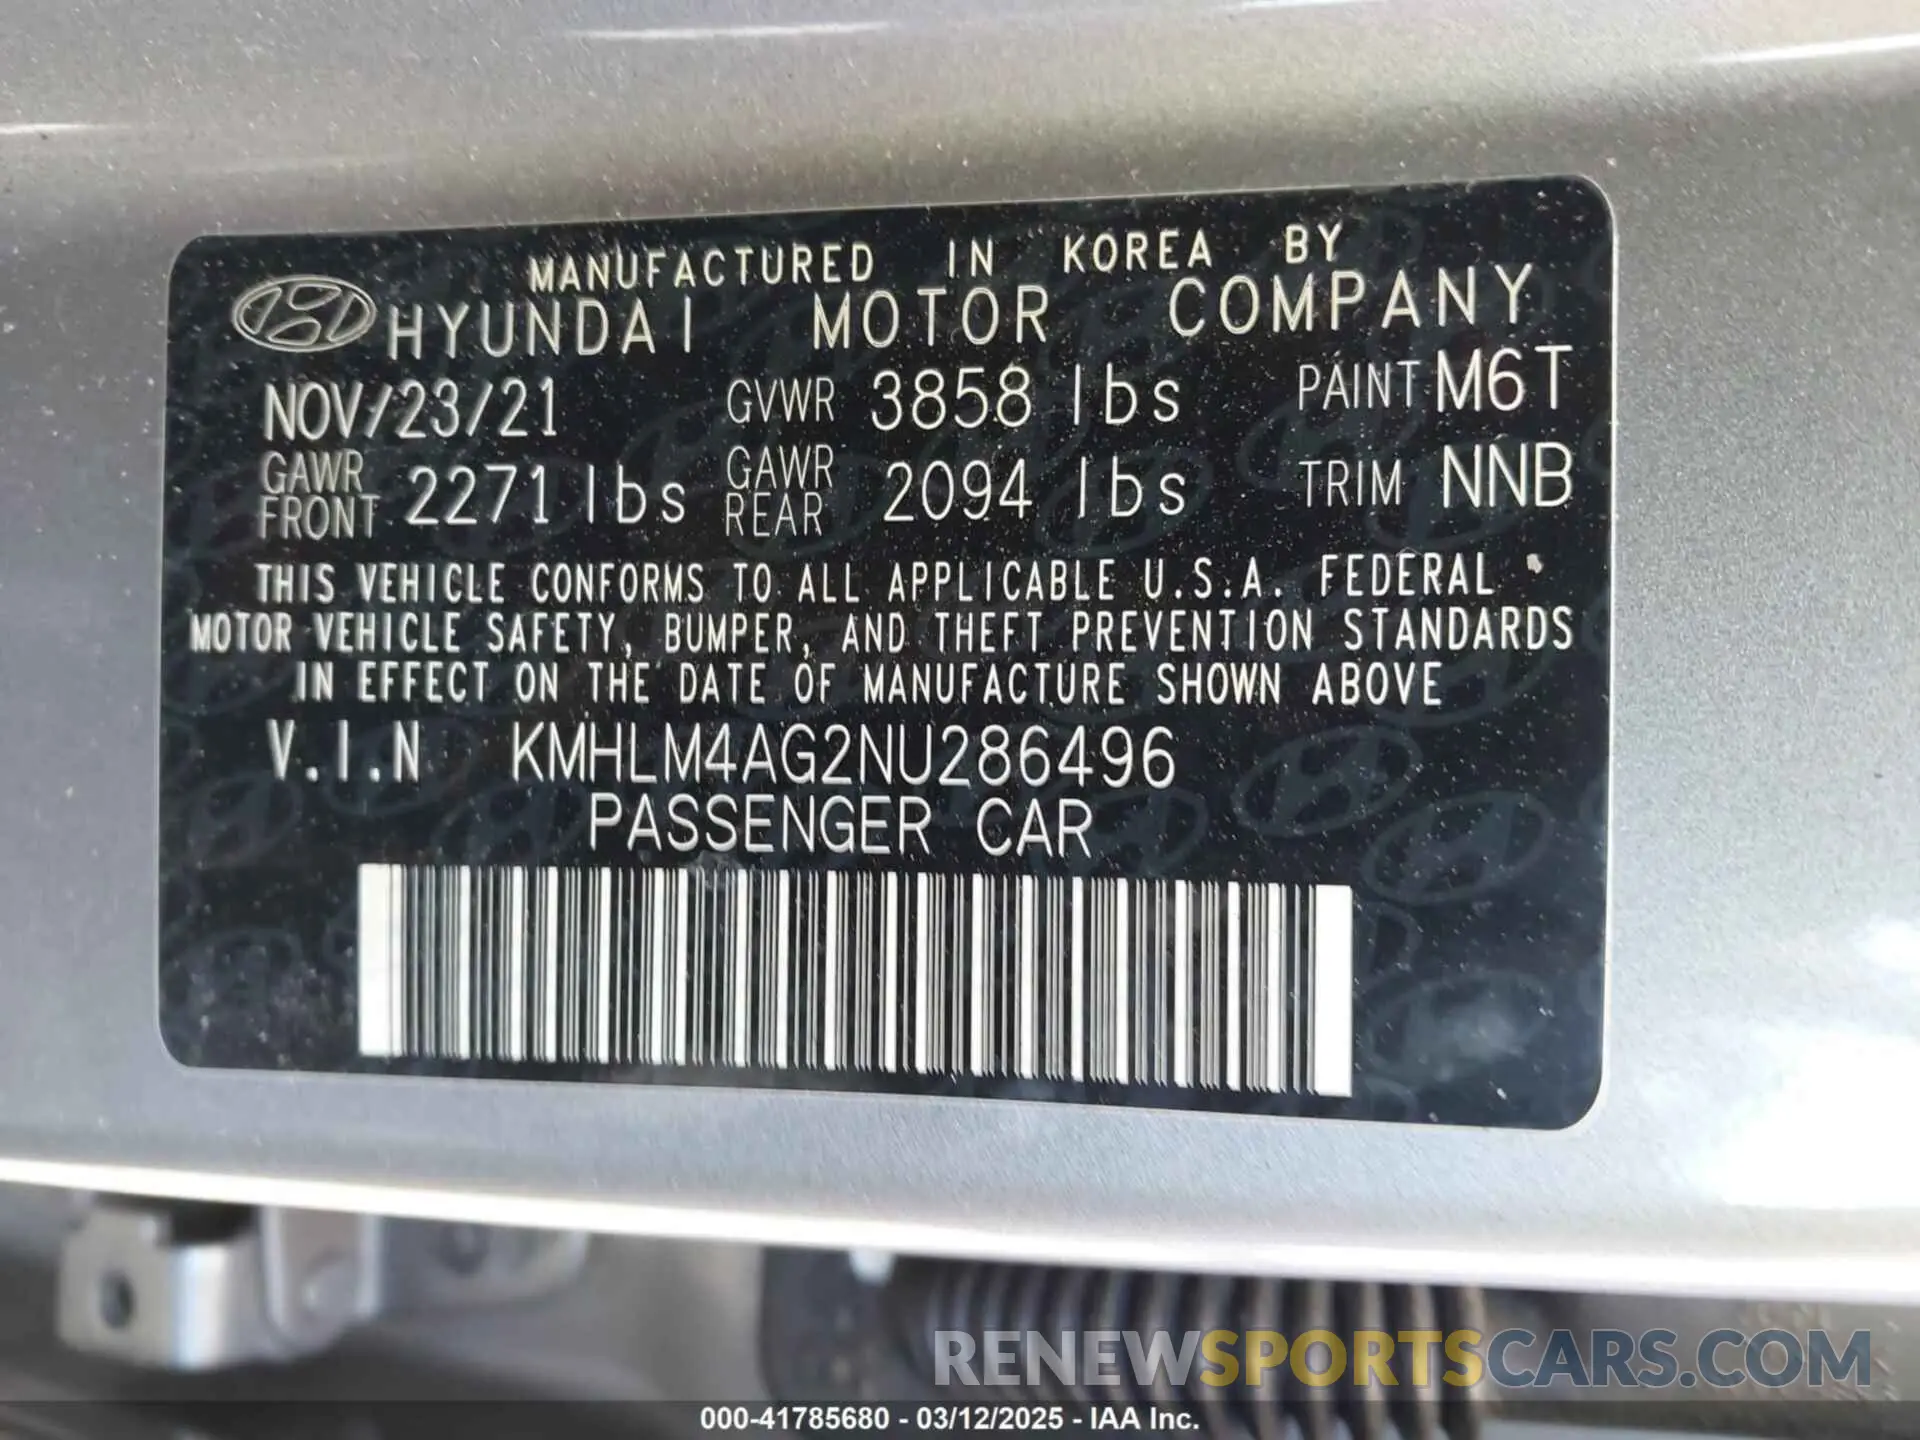 MANUFACTURED IN KOREA BY
HYUNDAI MOTOR COMPANY
NOV/23/21 GVWR 3858 lbs PAINT M6T
GAWR FRONT 2271 lbs GAWR REAR 2094 lbs TRIM NNB
THIS VEHICLE CONFORMS TO ALL APPLICABLE U.S.A. FEDERAL
MOTOR VEHICLE SAFETY, BUMPER, AND THEFT PREVENTION STANDARDS
IN EFFECT ON THE DATE OF MANUFACTURE SHOWN ABOVE
V.I.N KMHLM4AG2NU286496
PASSENGER CAR
RENEWSPORTSCARS.COM
000-41785680 - 03/12/2025 - IAA Inc.